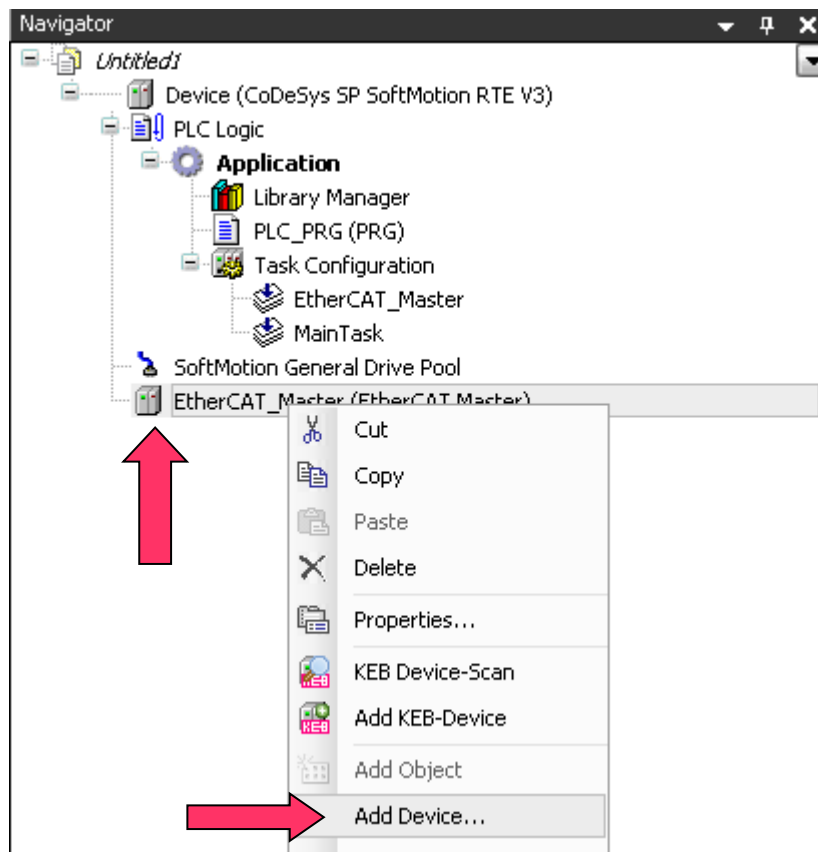 Navigator
Untitled1
Device (CoDeSys SP SoftMotion RTE V3)
PLC Logic
Application
Library Manager
PLC_PRG (PRG)
Task Configuration
EtherCAT_Master
MainTask
SoftMotion General Drive Pool
EtherCAT_Master (EtherCAT Master)
Cut
Copy
Paste
Delete
Properties...
KEB Device-Scan
Add KEB-Device
Add Object
Add Device...